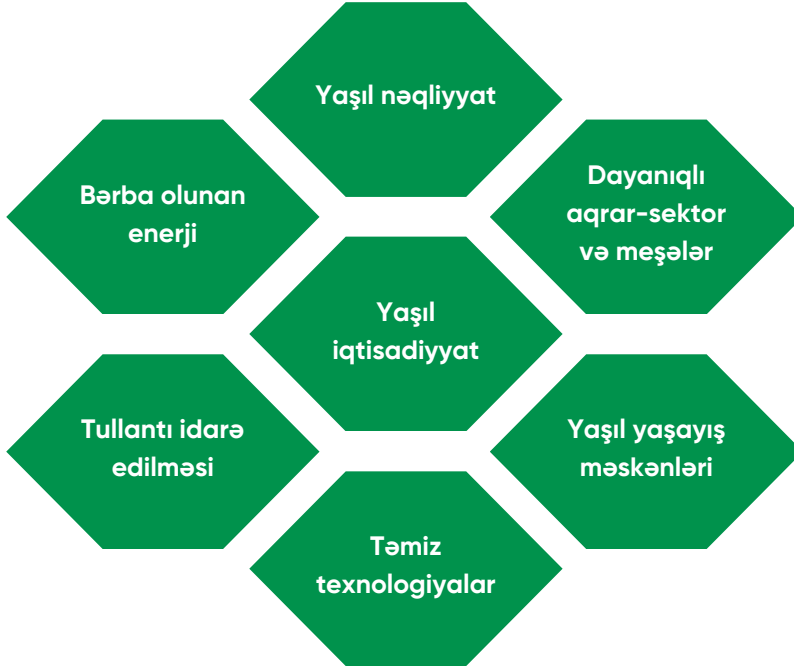 Yaşıl nəqliyyat
Bərba olunan
enerji
Dayanıqlı
aqrar-sektor
və meşələr
Yaşıl
iqtisadiyyat
Tullantı idarə
edilməsi
Yaşıl yaşayış
məskənləri
Təmiz
texnologiyalar